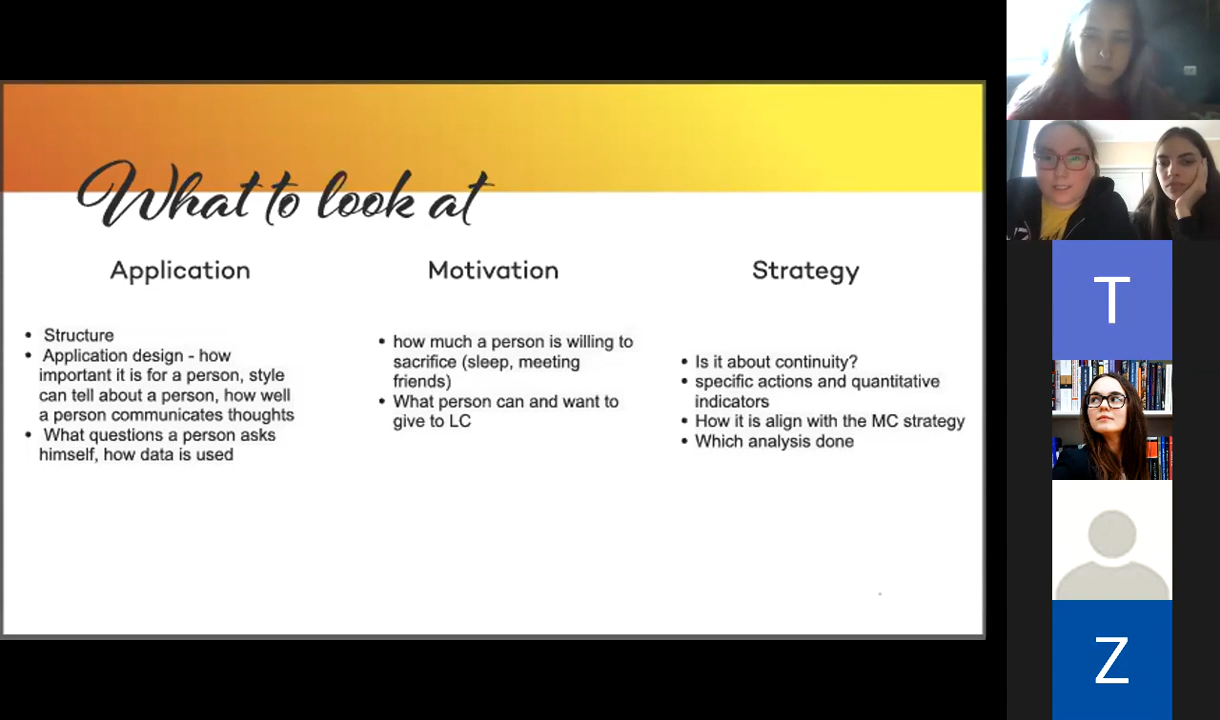 What to look at
Application
Motivation
Strategy
• Structure
• Application design - how
important it is for a person, style
can tell about a person, how well
a person communicates thoughts
• What questions a person asks
himself, how data is used
• how much a person is willing to
sacrifice (sleep, meeting
friends)
• What person can and want to
give to LC
• Is it about continuity?
• specific actions and quantitative
indicators
• How it is align with the MC strategy
• Which analysis done
T
Z